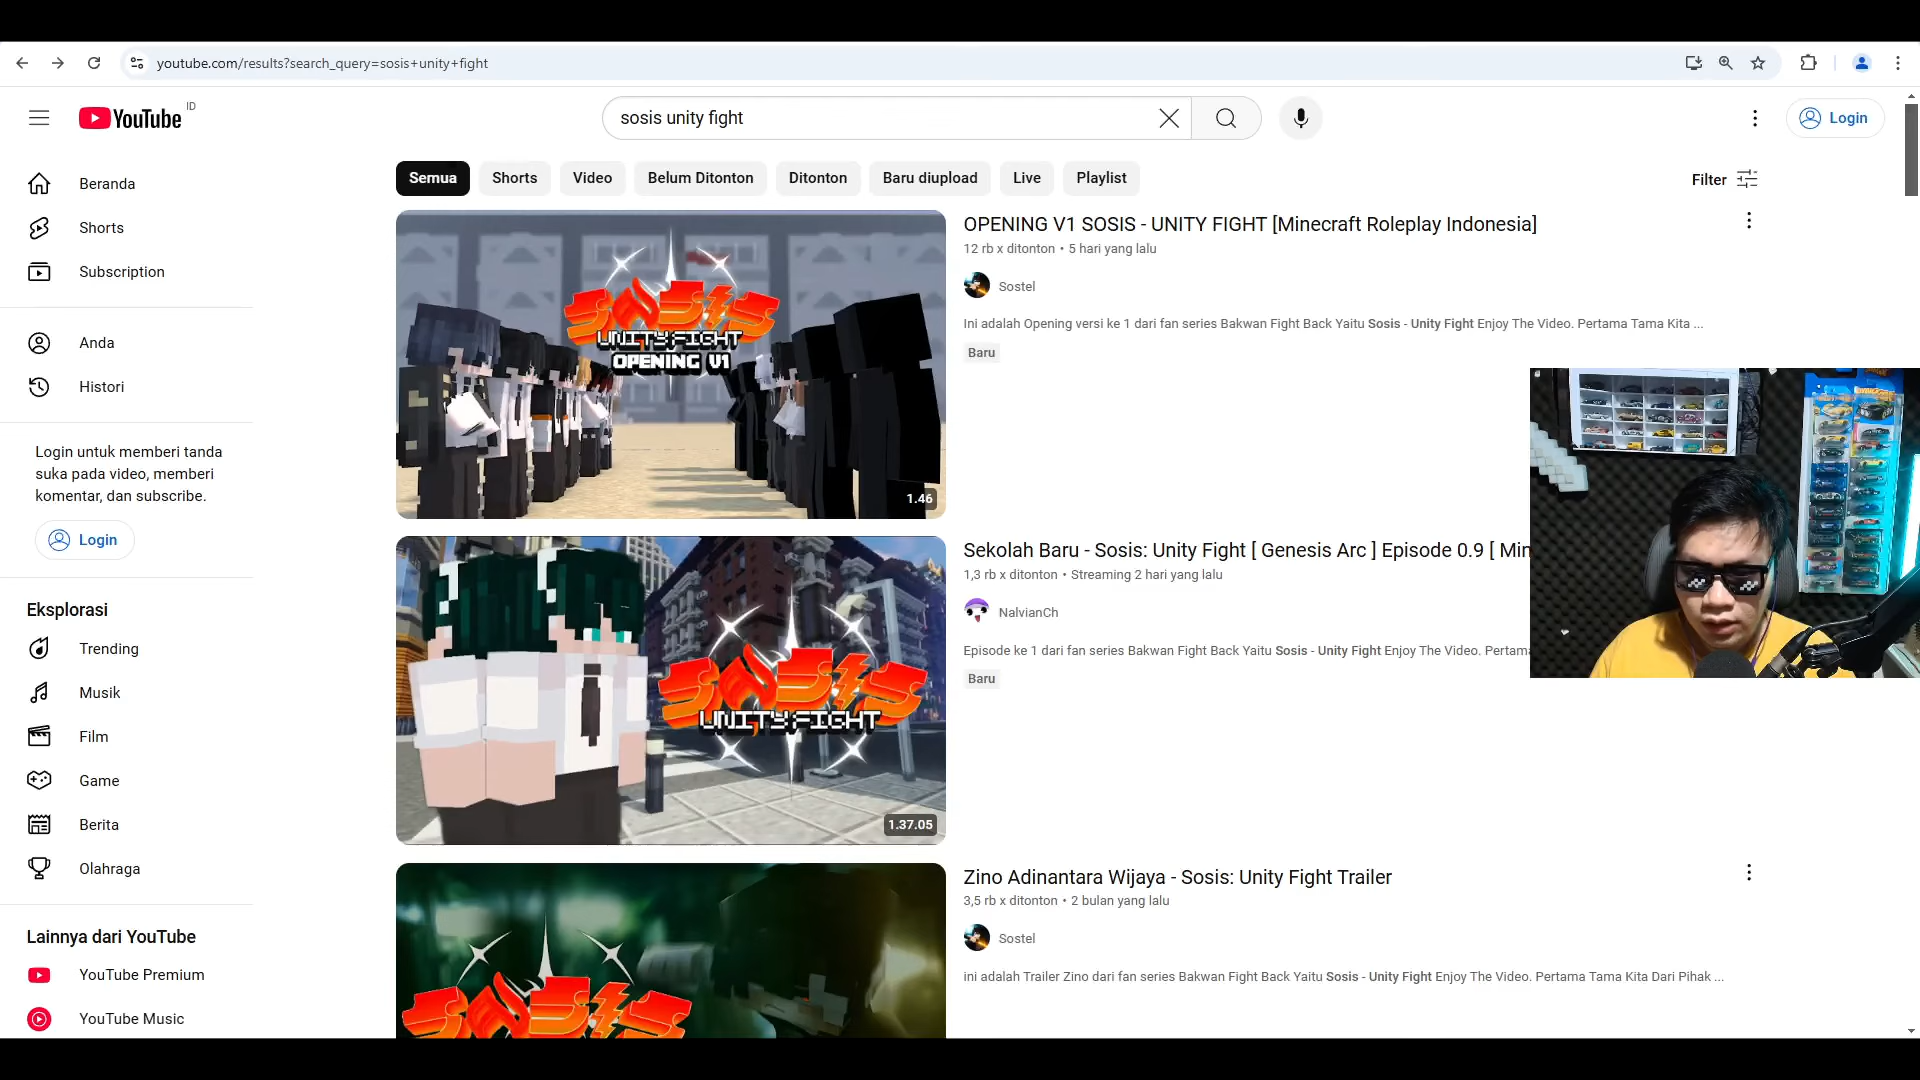 youtube.com/results?search_query=sosis+unity+fight
YouTube ID
sosis unity fight
Login
Beranda
Shorts
Subscription
Anda
Histori
Login untuk memberi tanda
suka pada video, memberi
komentar, dan subscribe.
Login
Eksplorasi
Trending
Musik
Film
Game
Berita
Olahraga
Lainnya dari YouTube
YouTube Premium
YouTube Music
Semua
Shorts
Video
Belum Ditonton
Ditonton
Baru diupload
Live
Playlist
Filter
UNITY FIGHT
OPENING V1
1.46
OPENING V1 SOSIS - UNITY FIGHT [Minecraft Roleplay Indonesia]
12 rb x ditonton • 5 hari yang lalu
Sostel
Ini adalah Opening versi ke 1 dari fan series Bakwan Fight Back Yaitu Sosis - Unity Fight Enjoy The Video. Pertama Tama Kita ...
Baru
UNITY FIGHT
1.37.05
Sekolah Baru - Sosis: Unity Fight [ Genesis Arc ] Episode 0.9 [ Min
1,3 rb x ditonton • Streaming 2 hari yang lalu
NalvianCh
Episode ke 1 dari fan series Bakwan Fight Back Yaitu Sosis - Unity Fight Enjoy The Video. Pertama
Baru
Zino Adinantara Wijaya - Sosis: Unity Fight Trailer
3,5 rb x ditonton • 2 bulan yang lalu
Sostel
ini adalah Trailer Zino dari fan series Bakwan Fight Back Yaitu Sosis - Unity Fight Enjoy The Video. Pertama Tama Kita Dari Pihak ...